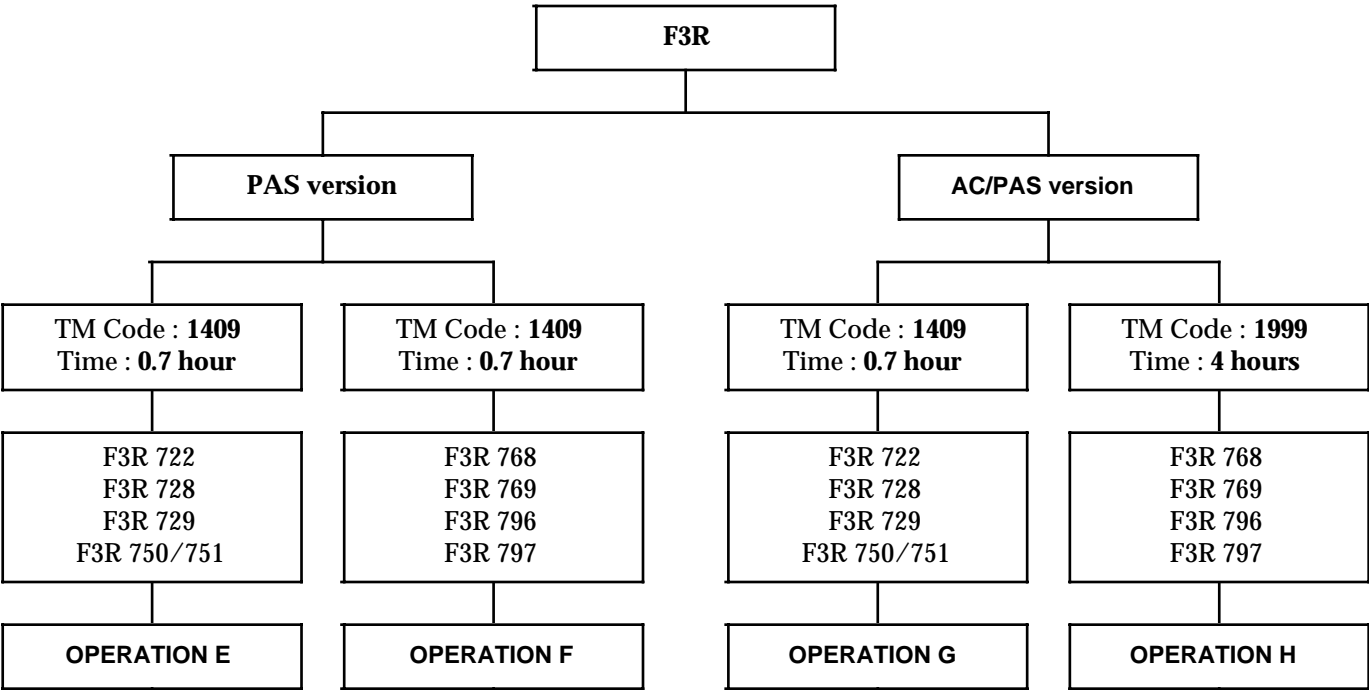 F3R
PAS version
AC/PAS version
TM Code : 1409
Time : 0.7 hour
TM Code : 1409
Time : 0.7 hour
TM Code : 1409
Time : 0.7 hour
TM Code : 1999
Time : 4 hours
F3R 722
F3R 728
F3R 729
F3R 750/751
F3R 768
F3R 769
F3R 796
F3R 797
F3R 722
F3R 728
F3R 729
F3R 750/751
F3R 768
F3R 769
F3R 796
F3R 797
OPERATION E
OPERATION F
OPERATION G
OPERATION H